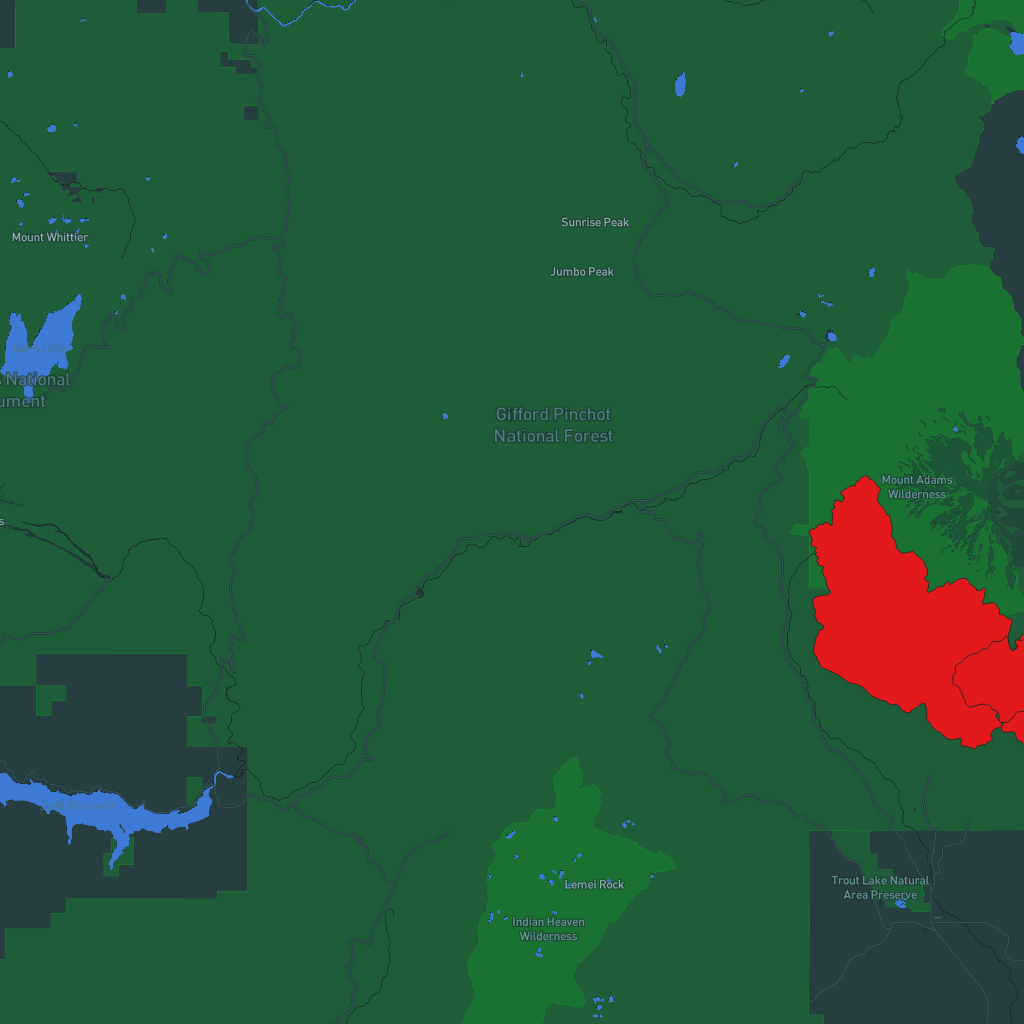 Sunrise Peak
Mount Whittier
Jumbo Peak
s National
ument
Gifford Pinchot
National Forest
Mount Adams
Wilderness
s
Trout Lake Natural
Area Preserve
Lemei Rock
Indian Heaven
Wilderness